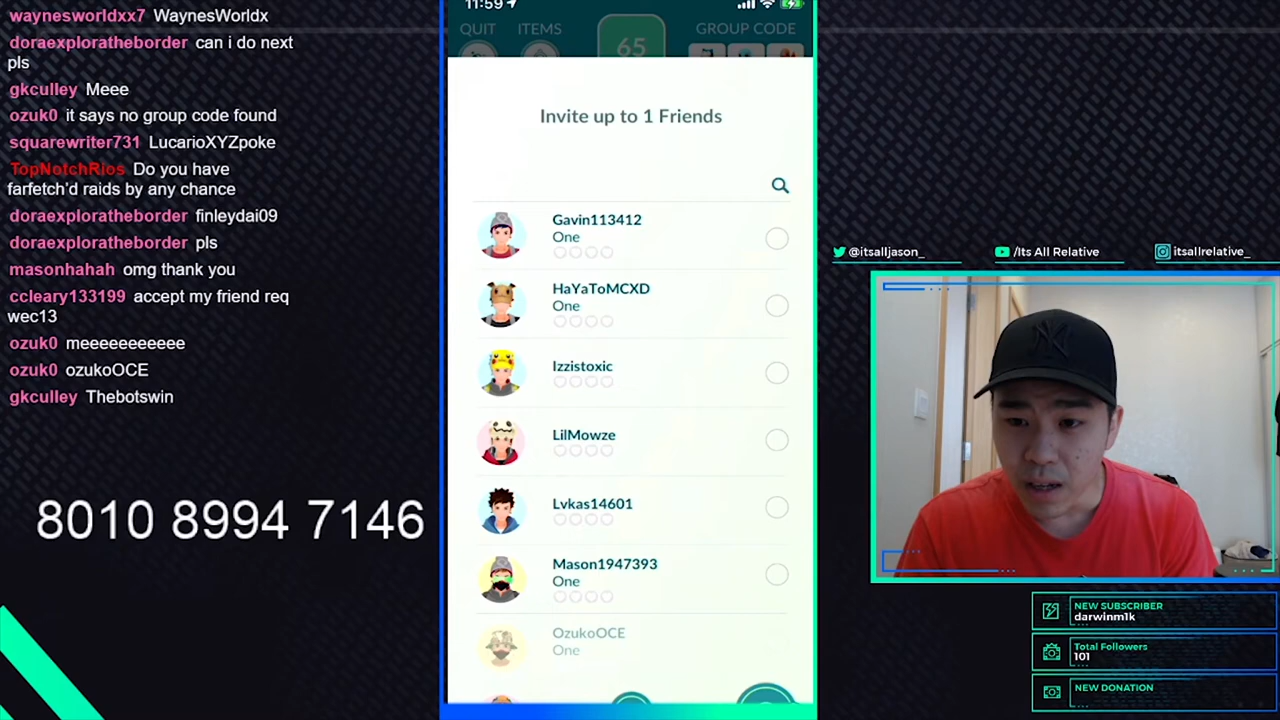 waynesworldxx7 WaynesWorldx
doraexploratheborder can i do next
pls
gkculley Meee
ozuk0 it says no group code found
squarewriter731 LucarioXYZpoke
TopNotchRios Do you have
farfetch'd raids by any chance
doraexploratheborder finleydai09
doraexploratheborder pls
masonhahah omg thank you
ccleary133199 accept my friend req
wec13
ozuk0 meeeeeeeeeee
ozuk0 ozukoOCE
gkculley Thebotswin
8010 8994 7146
11:59
QUIT ITEMS 65 GROUP CODE
Invite up to 1 Friends
Gavin113412
One
HaYaToMCXD
One
Izzistoxic
LilMowze
Lvkas14601
Mason1947393
One
OzukoOCE
One
@itsalljason_ /Its All Relative itsallrelative_
NEW SUBSCRIBER
darwinm1k
Total Followers
101
NEW DONATION